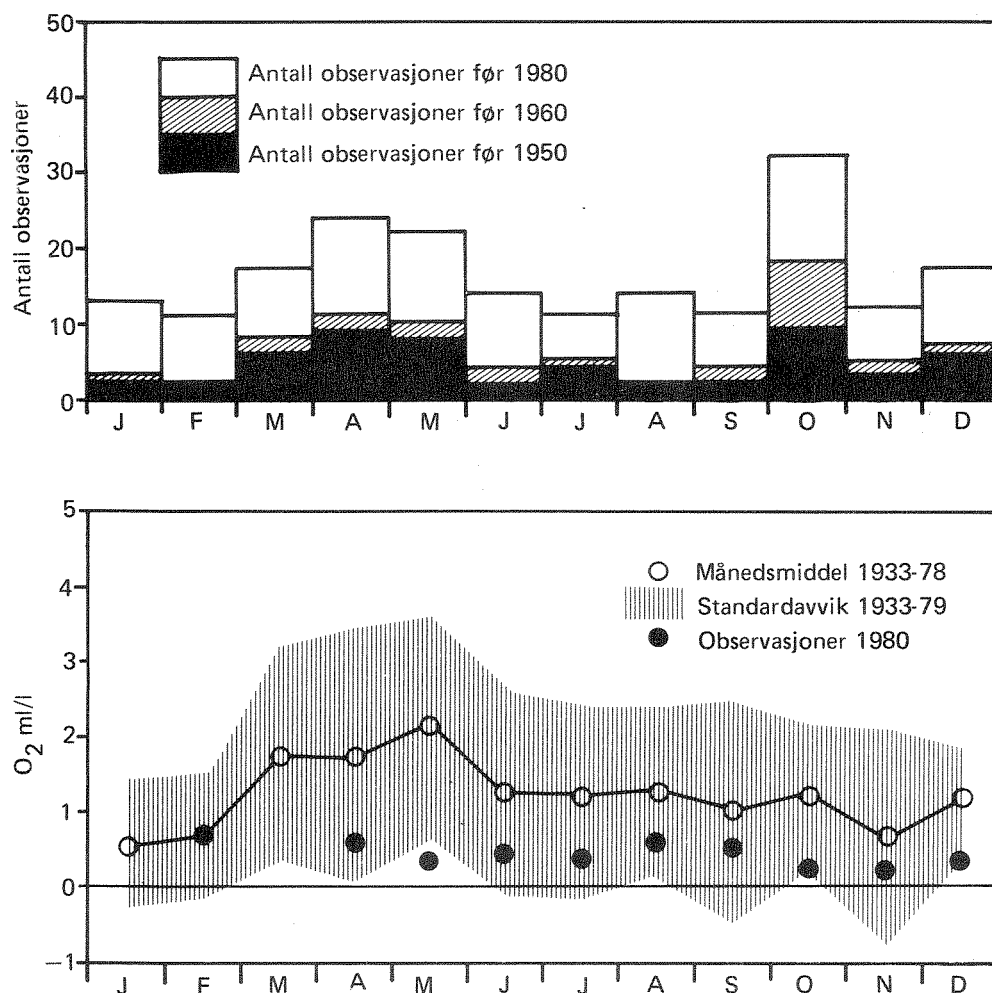 50
40
30
20
10
0
Antall observasjoner
Antall observasjoner før 1980
Antall observasjoner før 1960
Antall observasjoner før 1950
J F M A M J J A S O N D
5
4
3
2
1
0
−1
O2 ml/l
Månedsmiddel 1933-78
Standardavvik 1933-79
Observasjoner 1980
J F M A M J J A S O N D